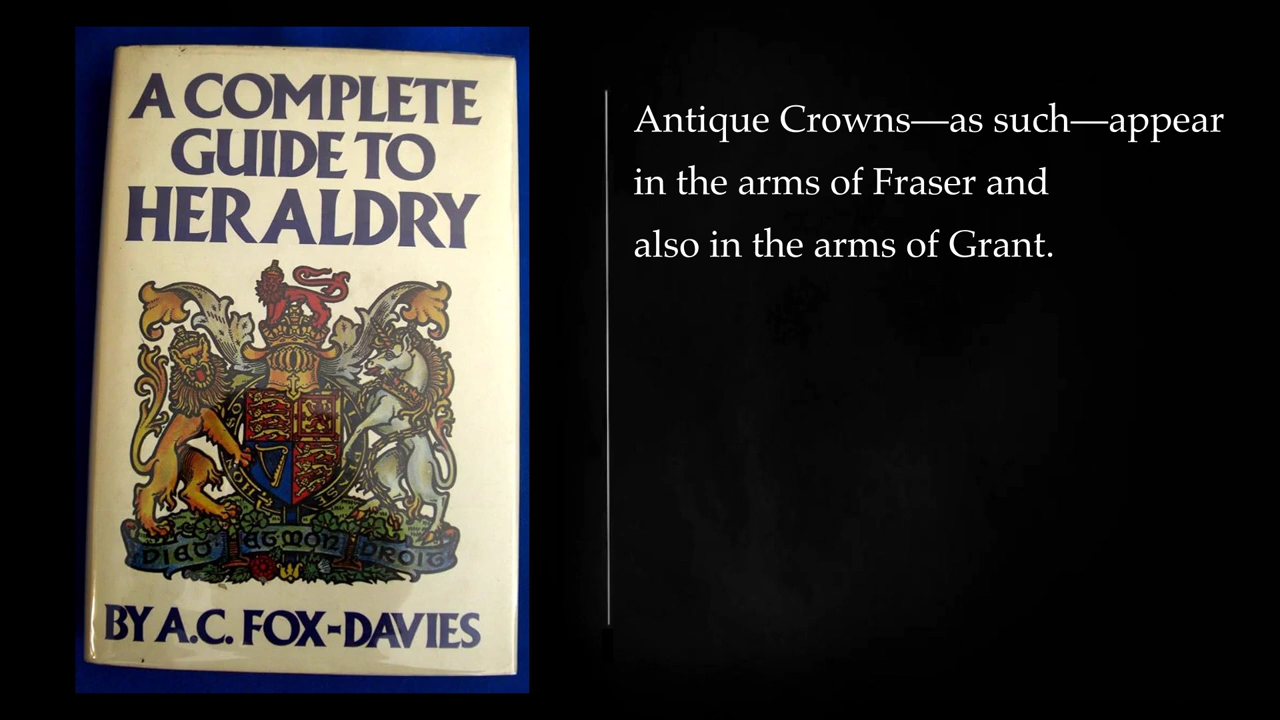 A COMPLETE
GUIDE TO
HERALDRY
DIEU ET MON DROIT
BY A.C. FOX-DAVIES
Antique Crowns—as such—appear
in the arms of Fraser and
also in the arms of Grant.